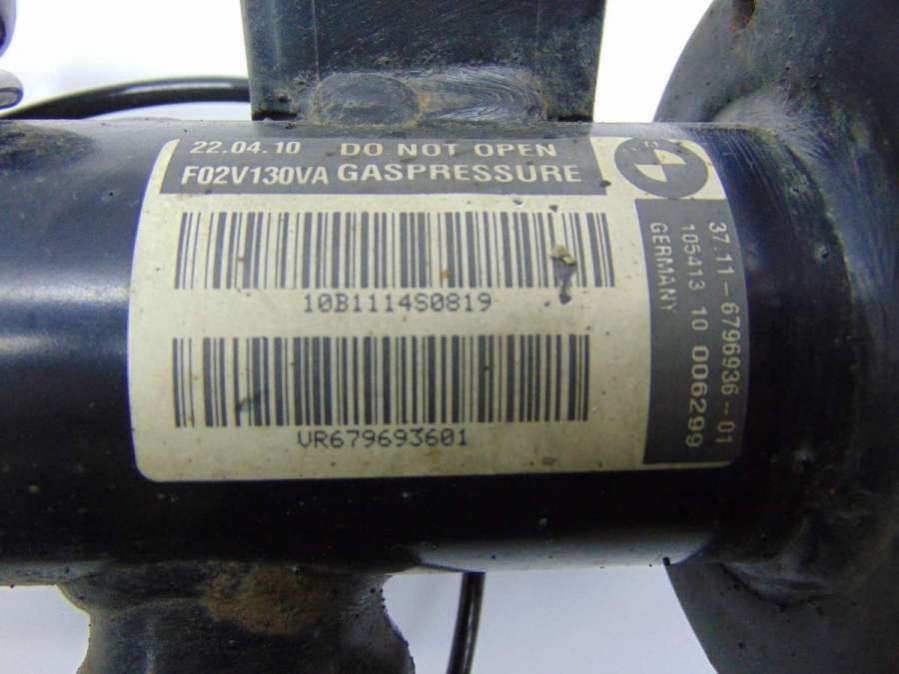 22.04.10 DO NOT OPEN
F02V130VA GASPRESSURE
10B1114S0819
VR679693601
37.11-6796936-01
105413 10 006299
GERMANY